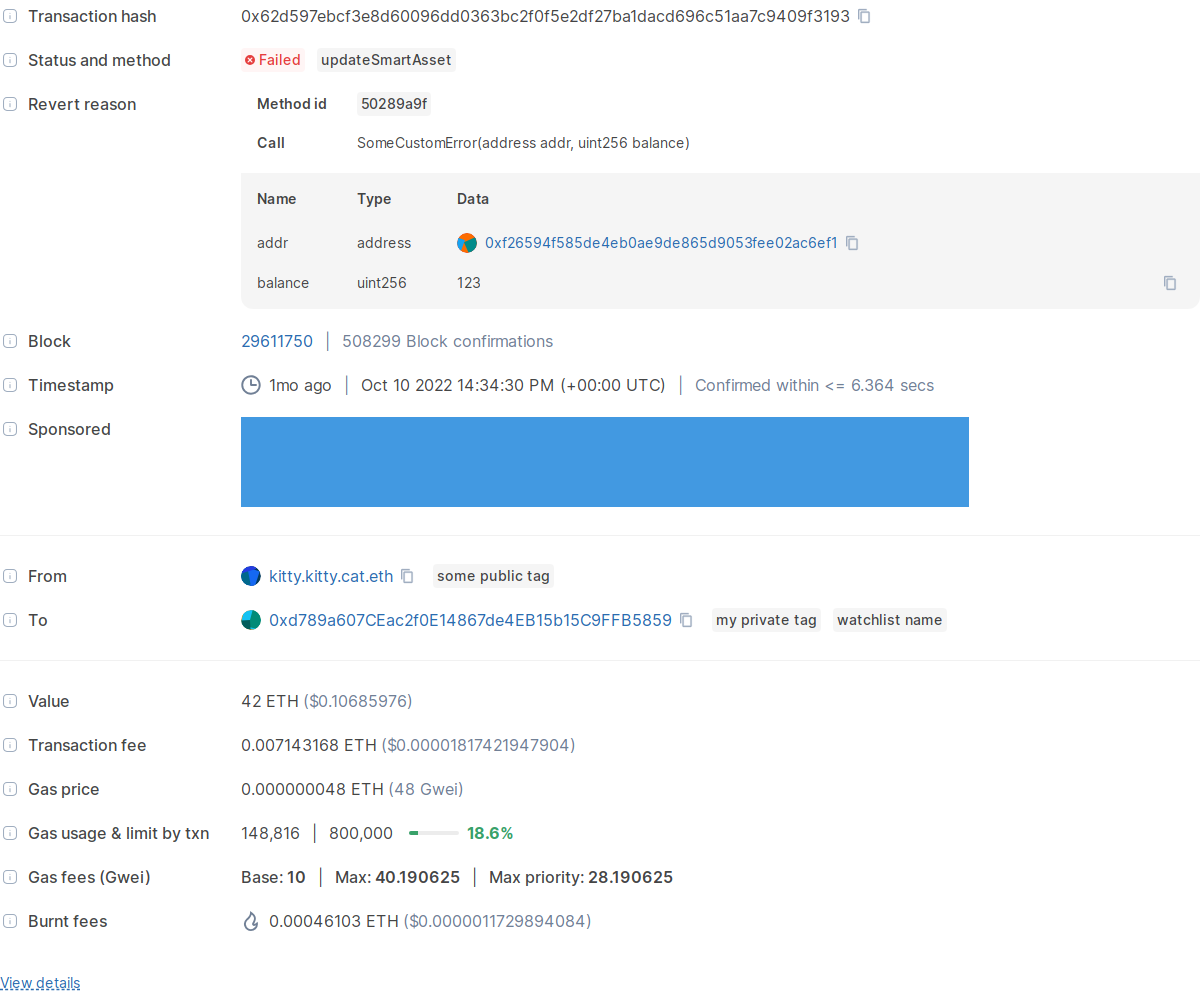 Transaction hash 0x62d597ebcf3e8d60096dd0363bc2f0f5e2df27ba1dacd696c51aa7c9409f3193
Status and method Failed updateSmartAsset
Revert reason Method id 50289a9f
Call SomeCustomError(address addr, uint256 balance)
Name Type Data
addr address 0xf26594f585de4eb0ae9de865d9053fee02ac6ef1
balance uint256 123
Block 29611750 | 508299 Block confirmations
Timestamp 1mo ago | Oct 10 2022 14:34:30 PM (+00:00 UTC) | Confirmed within <= 6.364 secs
Sponsored
From kitty.kitty.cat.eth some public tag
To 0xd789a607CEac2f0E14867de4EB15b15C9FFB5859 my private tag watchlist name
Value 42 ETH ($0.10685976)
Transaction fee 0.007143168 ETH ($0.00001817421947904)
Gas price 0.000000048 ETH (48 Gwei)
Gas usage & limit by txn 148,816 | 800,000 18.6%
Gas fees (Gwei) Base: 10 | Max: 40.190625 | Max priority: 28.190625
Burnt fees 0.00046103 ETH ($0.0000011729894084)
View details